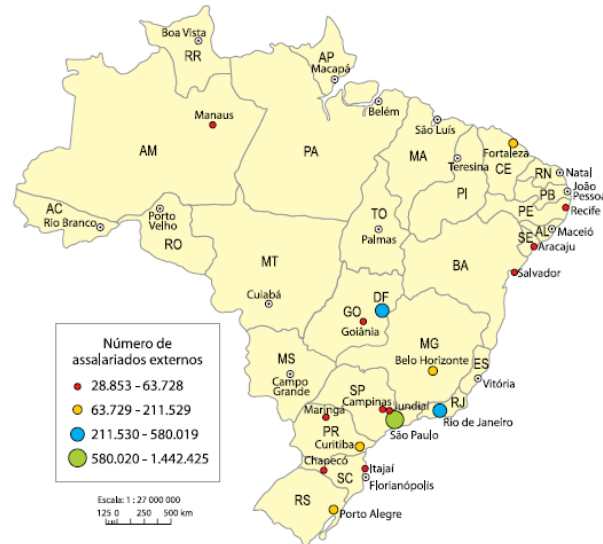 Boa Vista
RR
AP
Macapá
Belém
São Luís
Manaus
Fortaleza
AM
PA
MA
Teresina
CE
RN
Natal
PB
João
Pessoa
PI
PE
Recife
AC
Rio Branco
Porto
Velho
RO
TO
Palmas
AL
Maceió
SE
Aracaju
MT
BA
Salvador
Cuiabá
GO
DF
Goiânia
MG
Belo Horizonte
ES
Vitória
MS
Campo
Grande
SP
Campinas
Jundiaí
RJ
Rio de Janeiro
São Paulo
Maringá
PR
Curitiba
Chapecó
Itajaí
SC
Florianópolis
RS
Porto Alegre
Número de
assalariados externos
28.853 - 63.728
63.729 - 211.529
211.530 - 580.019
580.020 - 1.442.425
Escala: 1 : 27 000 000
125 0 250 500 km